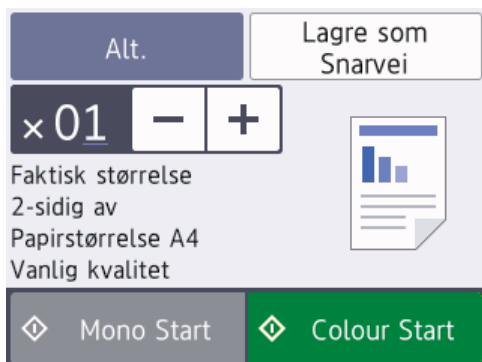 Alt.
Lagre som
Snarvei
×01 − +
Faktisk størrelse
2-sidig av
Papirstørrelse A4
Vanlig kvalitet
Mono Start
Colour Start